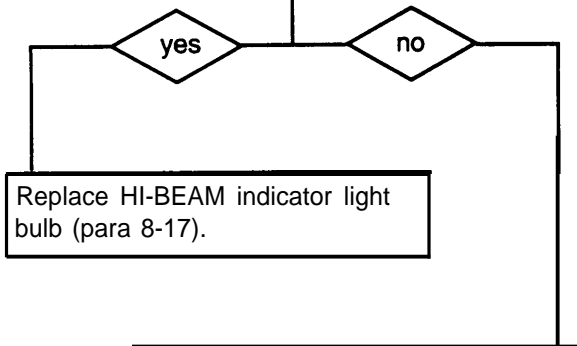 yes
no
Replace HI-BEAM indicator light
bulb (para 8-17).